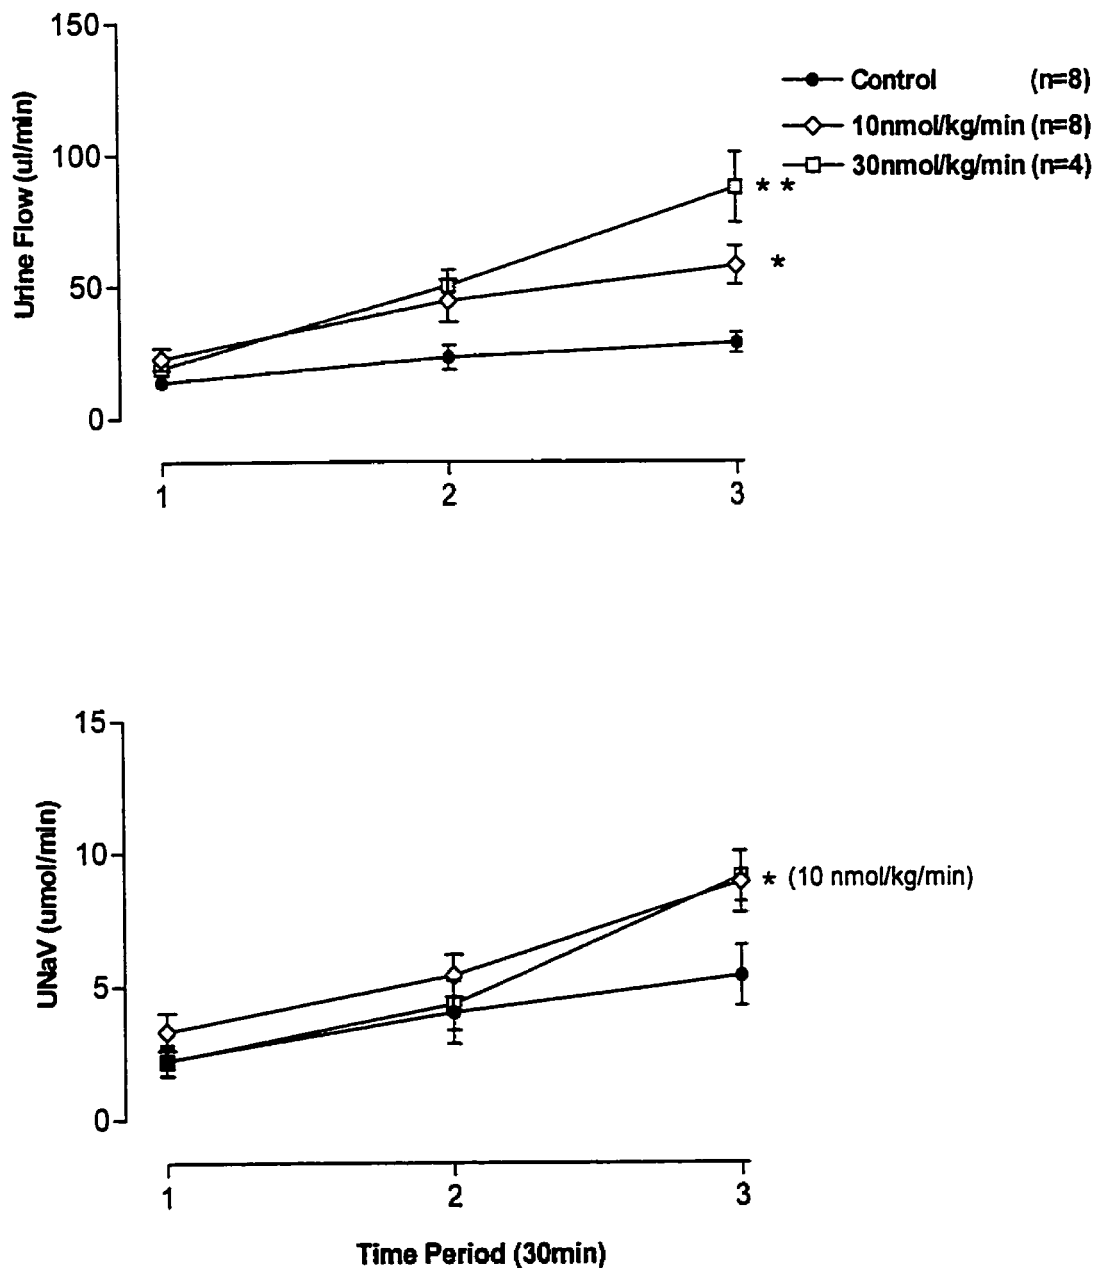 150
100
50
0
Urine Flow (ul/min)
Control (n=8)
10nmol/kg/min (n=8)
30nmol/kg/min (n=4)
* *
*
1 2 3
15
10
5
0
UNaV (umol/min)
* (10 nmol/kg/min)
1 2 3
Time Period (30min)